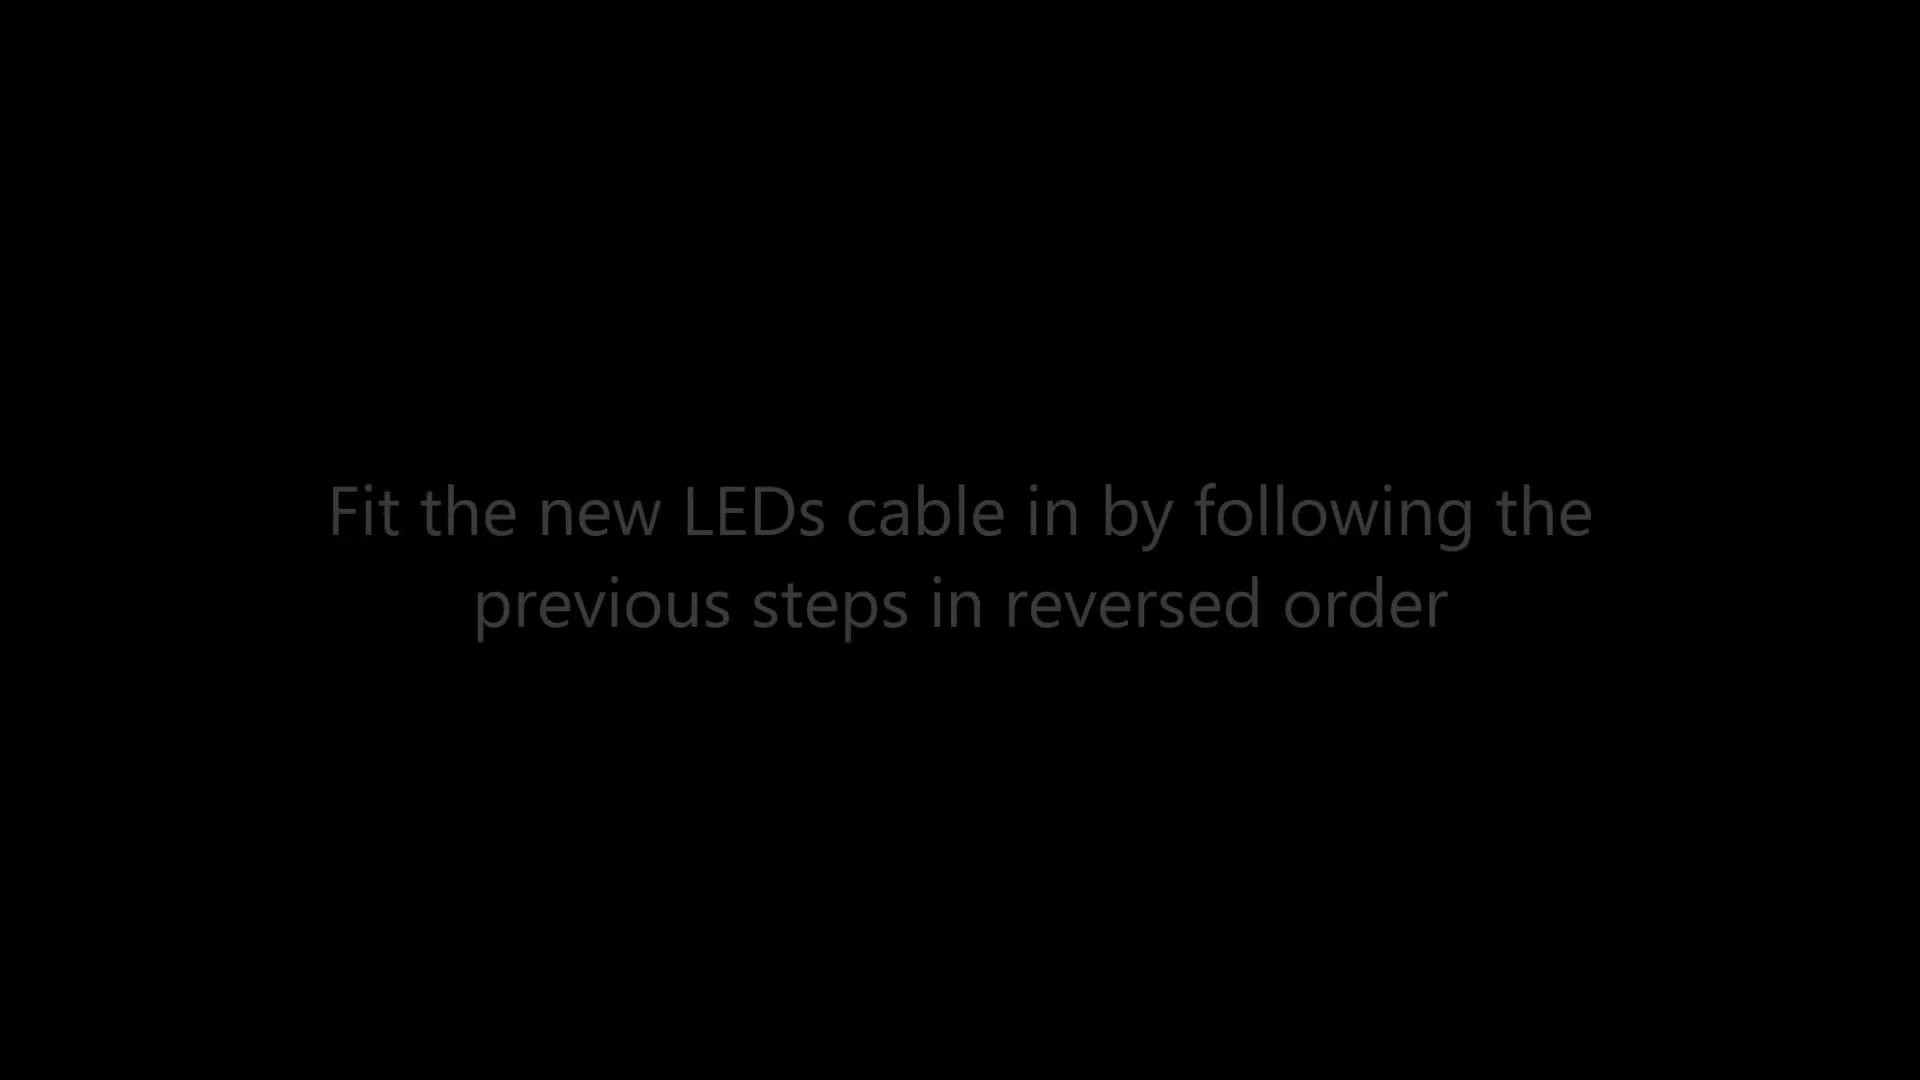 Fit the new LEDs cable in by following the
previous steps in reversed order